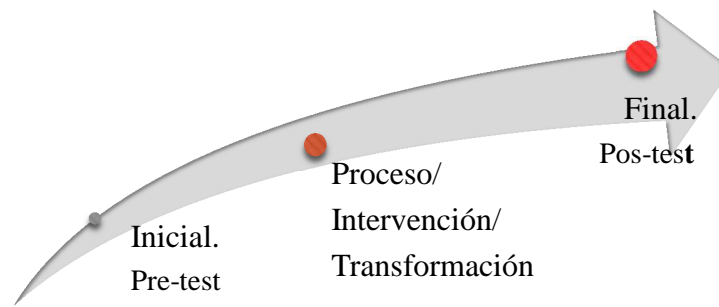 Inicial.
Pre-test
Proceso/
Intervención/
Transformación
Final.
Pos-test